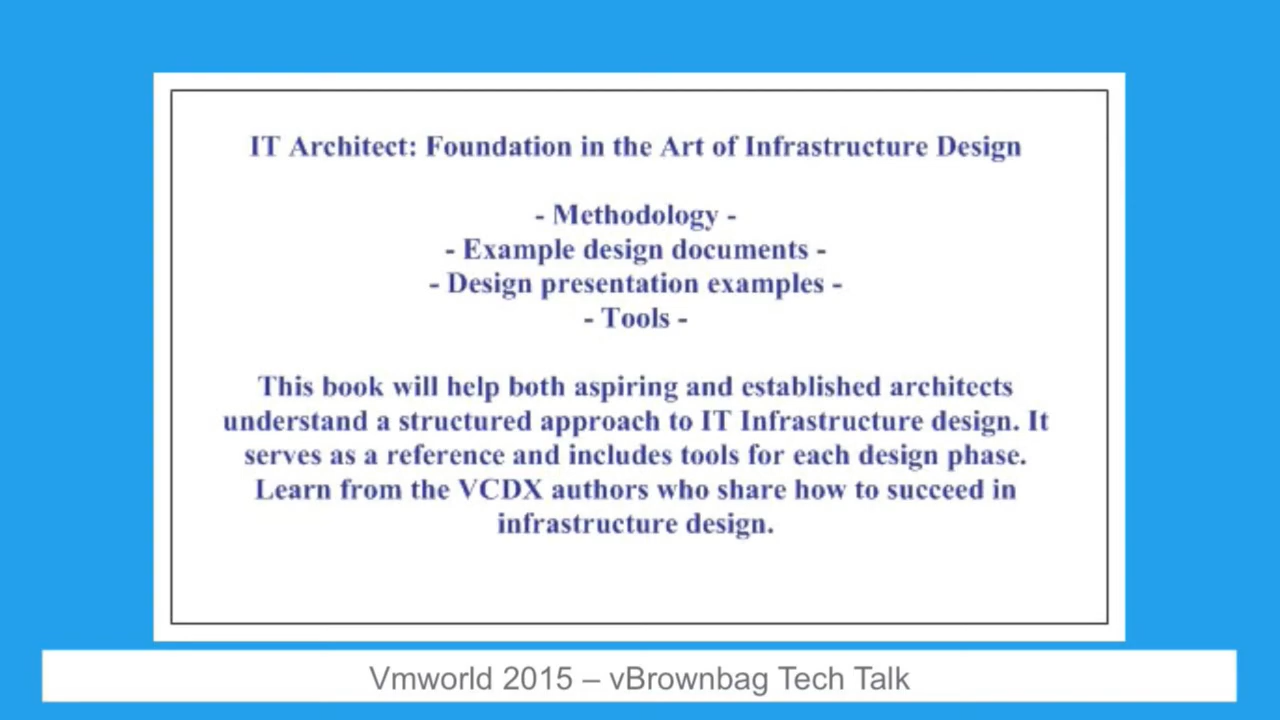 IT Architect: Foundation in the Art of Infrastructure Design
- Methodology -
- Example design documents -
- Design presentation examples -
- Tools -
This book will help both aspiring and established architects
understand a structured approach to IT Infrastructure design. It
serves as a reference and includes tools for each design phase.
Learn from the VCDX authors who share how to succeed in
infrastructure design.
Vmworld 2015 – vBrownbag Tech Talk